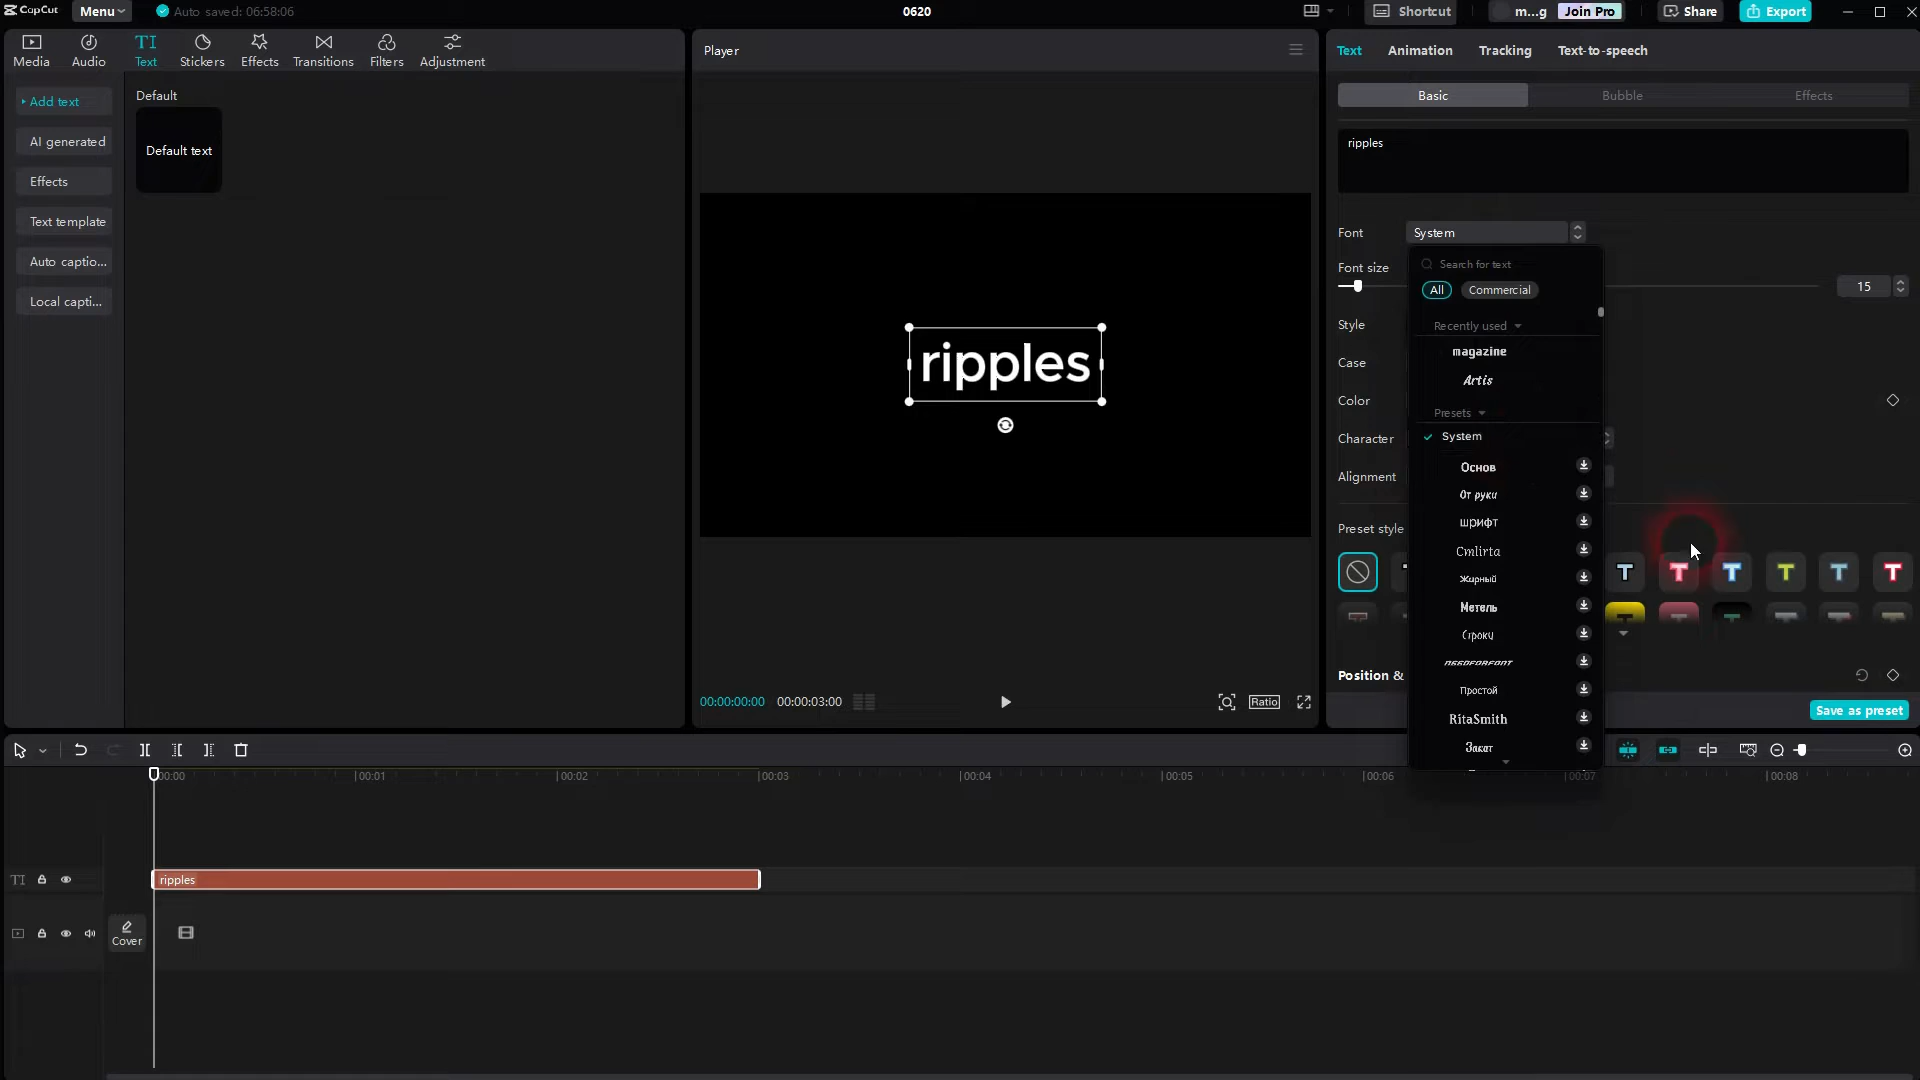 CapCut Menu Auto saved: 06:58:06 0620 Shortcut m...g Join Pro Share Export
Media Audio Text Stickers Effects Transitions Filters Adjustment
Add text
AI generated
Effects
Text template
Auto captio...
Local capti...
Default
Default text
Player
ripples
00:00:00:00 00:00:03:00 Ratio
Text Animation Tracking Text-to-speech
Basic Bubble Effects
ripples
Font System
Font size 15
Style
Case
Color
Character
Alignment
Preset style
Position &
Save as preset
Search for text
All Commercial
Recently used
magazine
Artis
Presets
System
Основ
От руки
шрифт
Cmlirta
Жирный
Метель
Строки
NEEDFORFONT
Простой
RitaSmith
Закат
00:00 00:01 00:02 00:03 00:04 00:05 00:06 00:07 00:08
TI ripples
Cover